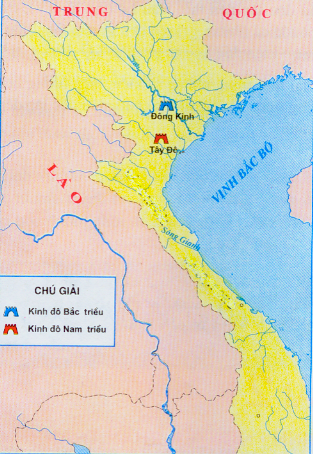 TRUNG QUỐC
Đông Kinh
Tây Đô
LAO
VỊNH BẮC BỘ
Sông Gianh
CHÚ GIẢI
Kinh đô Bắc triều
Kinh đô Nam triều